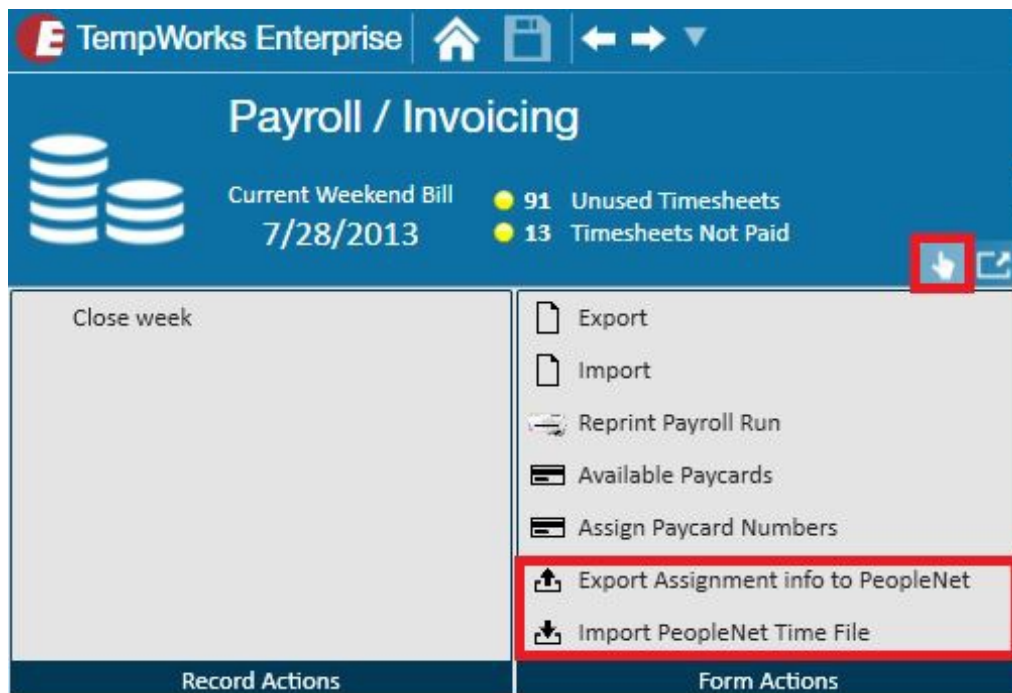 TempWorks Enterprise
Payroll / Invoicing
Current Weekend Bill
7/28/2013
91 Unused Timesheets
13 Timesheets Not Paid
Close week
Export
Import
Reprint Payroll Run
Available Paycards
Assign Paycard Numbers
Export Assignment info to PeopleNet
Import PeopleNet Time File
Record Actions
Form Actions